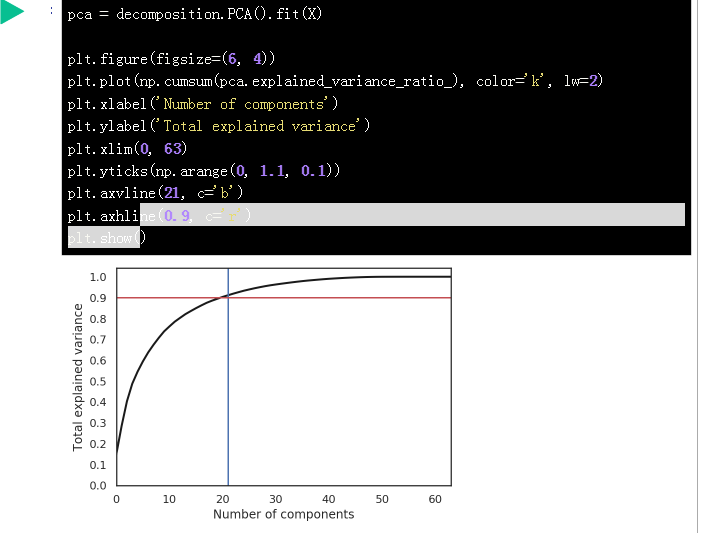 :
pca = decomposition.PCA().fit(X)
plt.figure(figsize=(6, 4))
plt.plot(np.cumsum(pca.explained_variance_ratio_), color='k', lw=2)
plt.xlabel('Number of components')
plt.ylabel('Total explained variance')
plt.xlim(0, 63)
plt.yticks(np.arange(0, 1.1, 0.1))
plt.axvline(21, c='b')
plt.axhline(0.9, c='r')
plt.show()
Total explained variance
1.0
0.9
0.8
0.7
0.6
0.5
0.4
0.3
0.2
0.1
0.0
0 10 20 30 40 50 60
Number of components